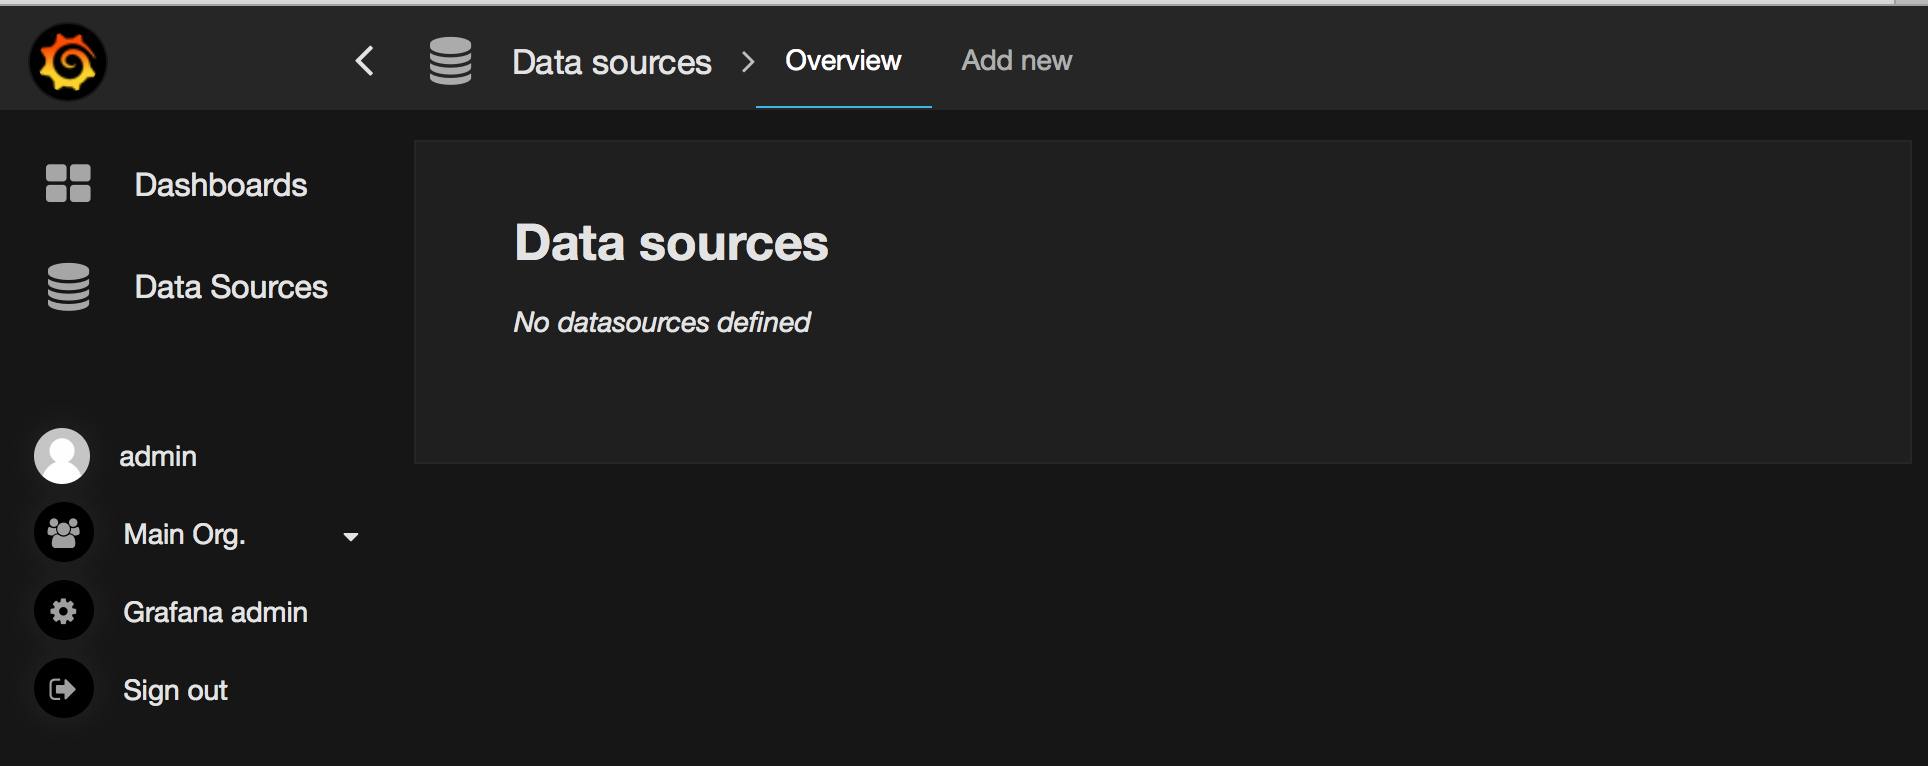 Data sources
Overview
Add new
Dashboards
Data Sources
admin
Main Org.
Grafana admin
Sign out
Data sources
No datasources defined